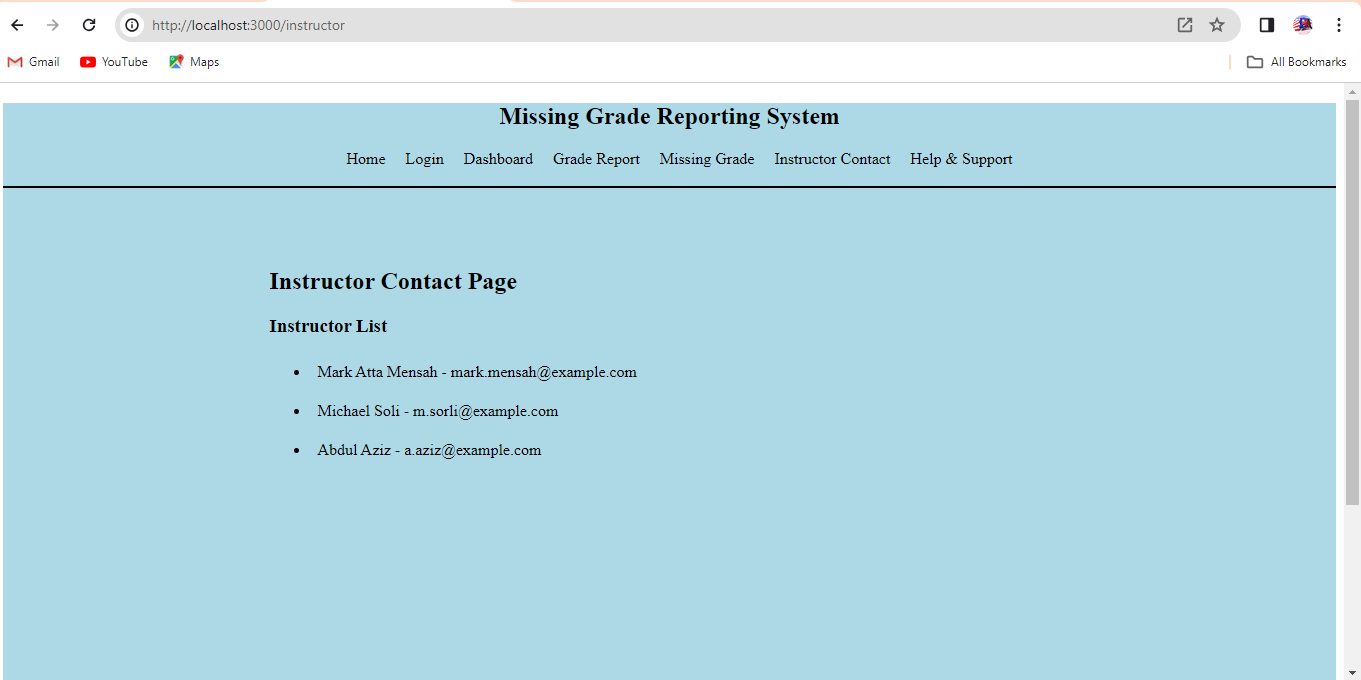 http://localhost:3000/instructor
Gmail YouTube Maps All Bookmarks
Missing Grade Reporting System
Home Login Dashboard Grade Report Missing Grade Instructor Contact Help & Support
Instructor Contact Page
Instructor List
• Mark Atta Mensah - mark.mensah@example.com
• Michael Soli - m.sorli@example.com
• Abdul Aziz - a.aziz@example.com